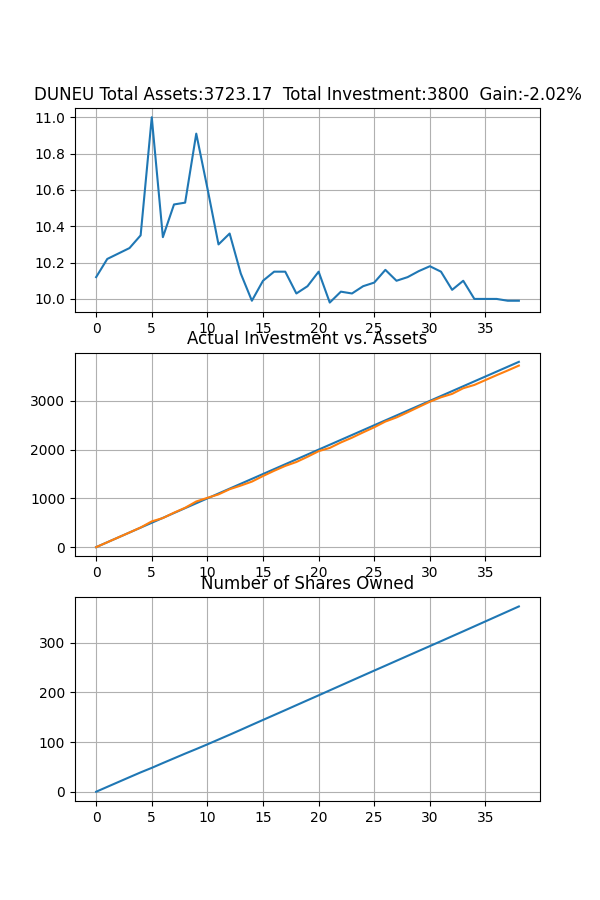 DUNEU Total Assets:3723.17  Total Investment:3800  Gain:-2.02%
11.0
10.8
10.6
10.4
10.2
10.0
0 5 10 15 20 25 30 35
Actual Investment vs. Assets
3000
2000
1000
0
0 5 10 15 20 25 30 35
Number of Shares Owned
300
200
100
0
0 5 10 15 20 25 30 35